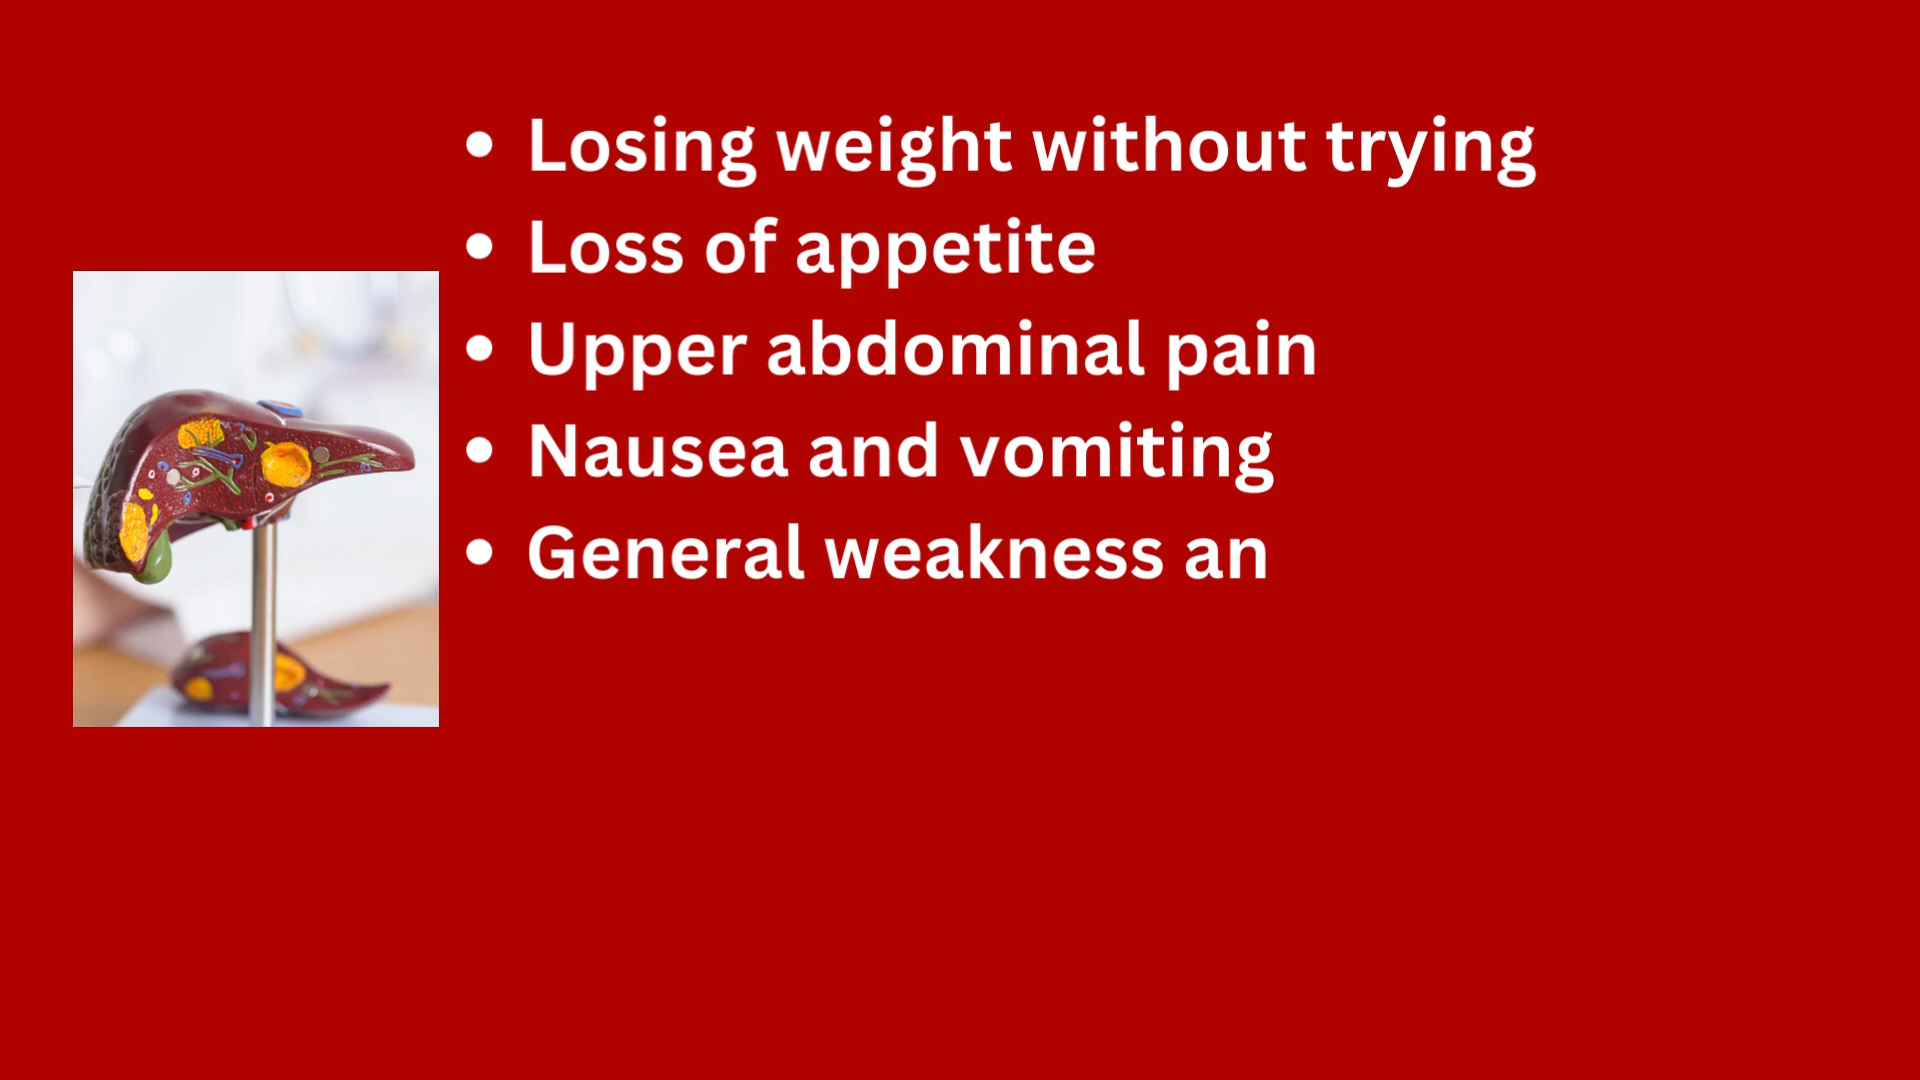 • Losing weight without trying
• Loss of appetite
• Upper abdominal pain
• Nausea and vomiting
• General weakness an